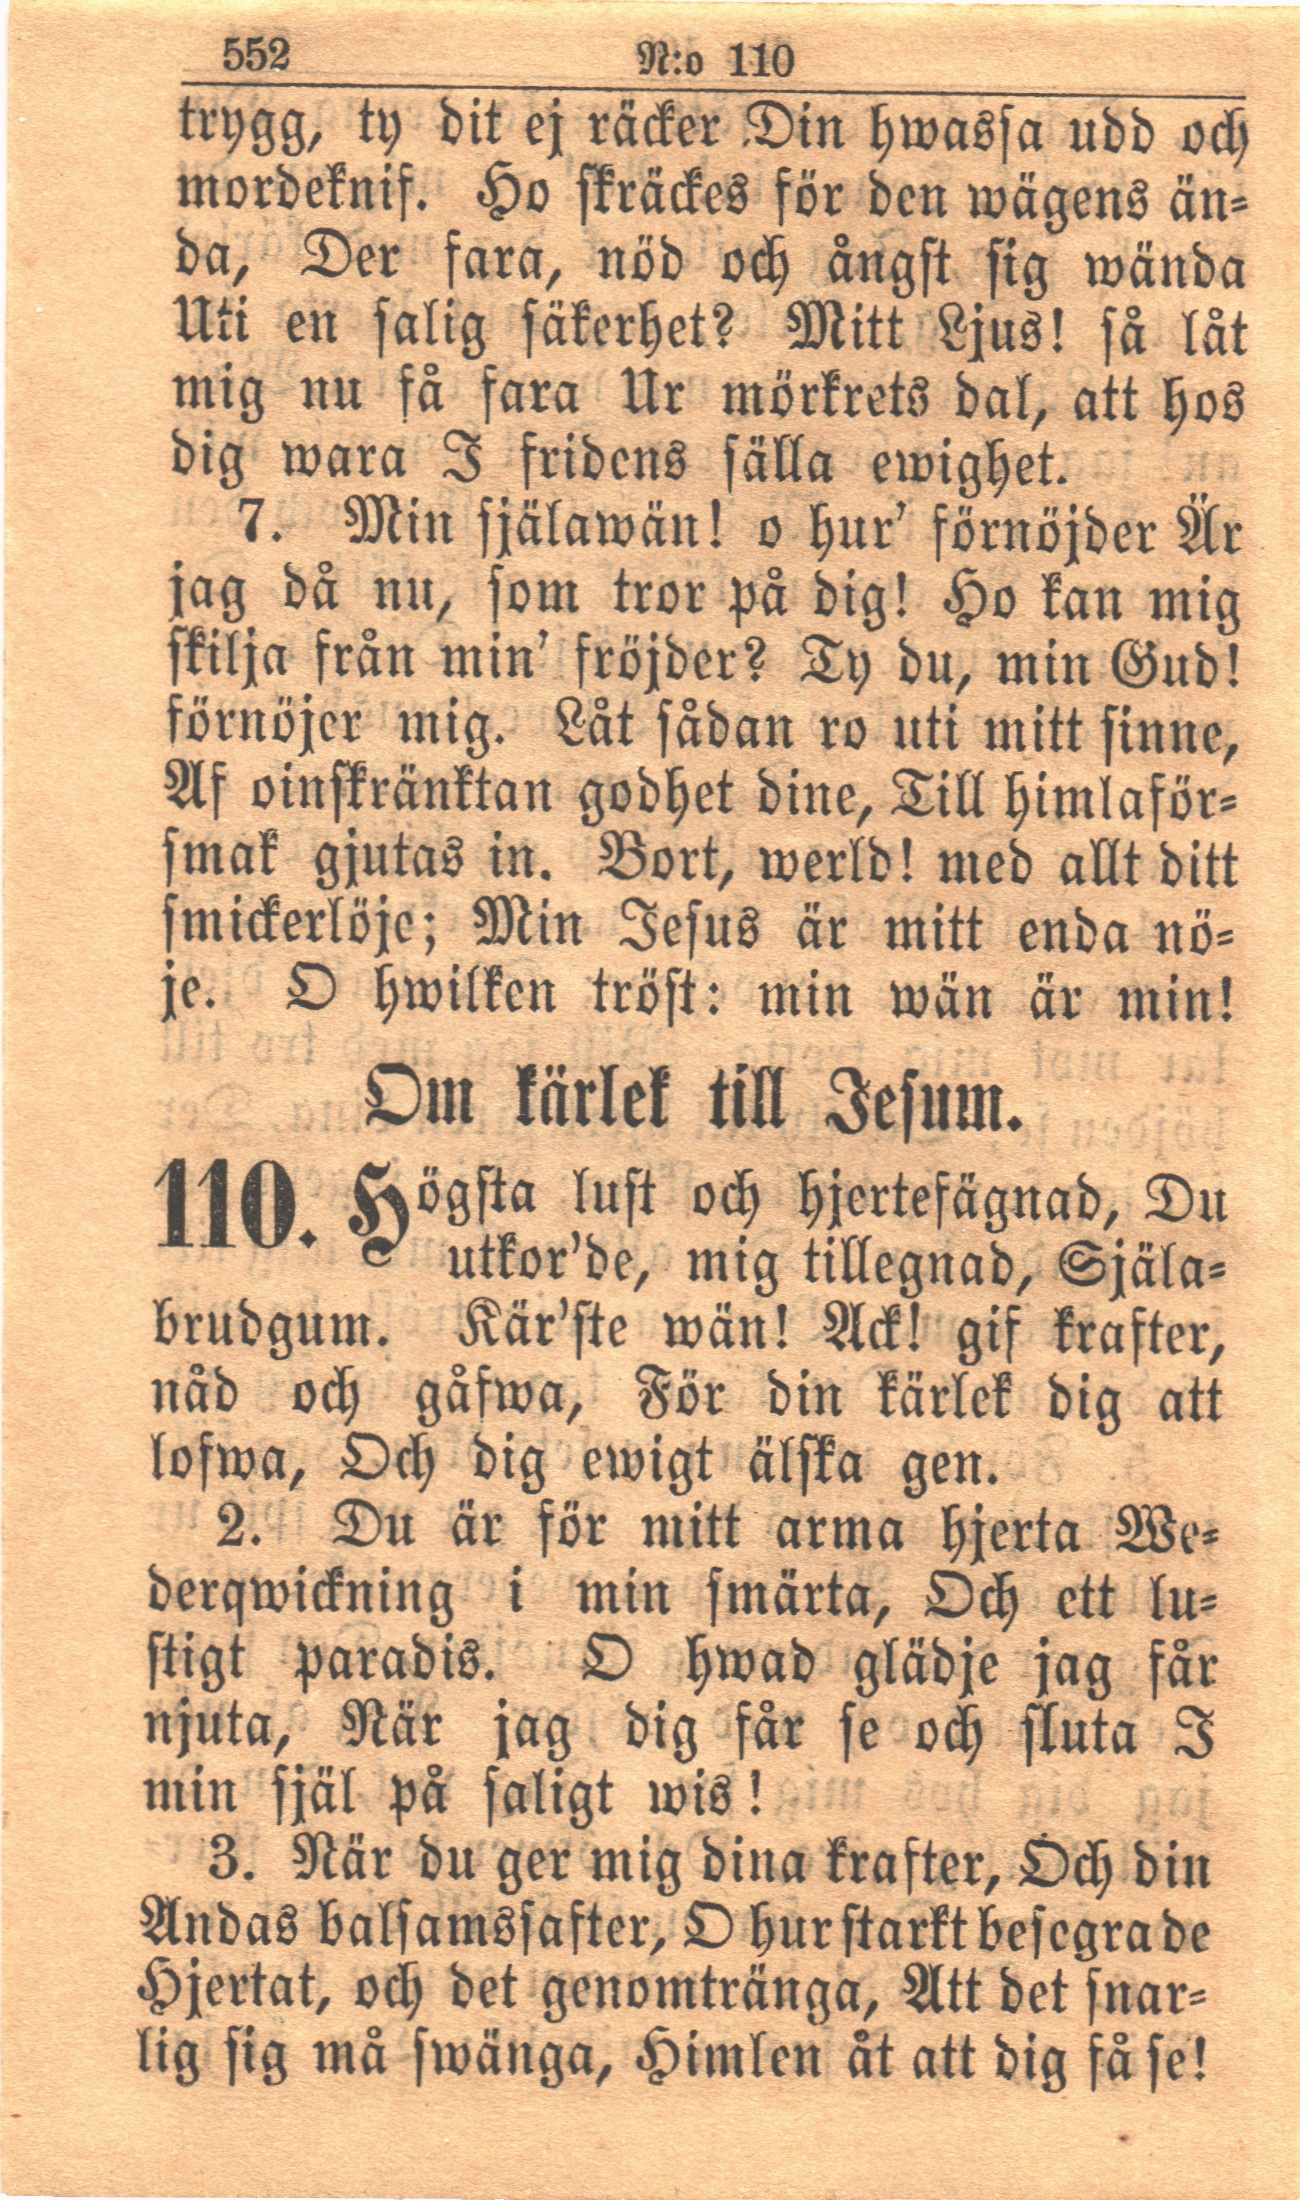 552 N:o 110
trygg, ty dit ej räcker Din hwassa udd och
mordeknif. Ho skräckes för den wägens än-
da, Der fara, nöd och ångst sig wända
Uti en salig säkerhet? Mitt Ljus! så låt
mig nu få fara Ur mörkrets dal, att hos
dig wara I fridens sälla ewighet.
7. Min själawän! o hur' förnöjder Är
jag då nu, som tror på dig! Ho kan mig
skilja från min' fröjder? Ty du, min Gud!
förnöjer mig. Låt sådan ro uti mitt sinne,
Af oinskränktan godhet dine, Till himlaför-
smak gjutas in. Bort, werld! med allt ditt
smickerlöje; Min Jesus är mitt enda nö-
je. O hwilken tröst: min wän är min!
Om kärlek till Jesum.
110. Högsta lust och hjertefägnad, Du
utkor'de, mig tillegnad, Själa-
brudgum. Kär'ste wän! Ack! gif krafter,
nåd och gåfwa, För din kärlek dig att
lofwa, Och dig ewigt älska gen.
2. Du är för mitt arma hjerta We-
derqwickning i min smärta, Och ett lu-
stigt paradis. O hwad glädje jag får
njuta, När jag dig får se och sluta I
min själ på saligt wis!
3. När du ger mig dina krafter, Och din
Andas balsamssafter, O hur starkt besegra de
Hjertat, och det genomtränga, Att det snar-
lig sig må swänga, Himlen åt att dig få se!